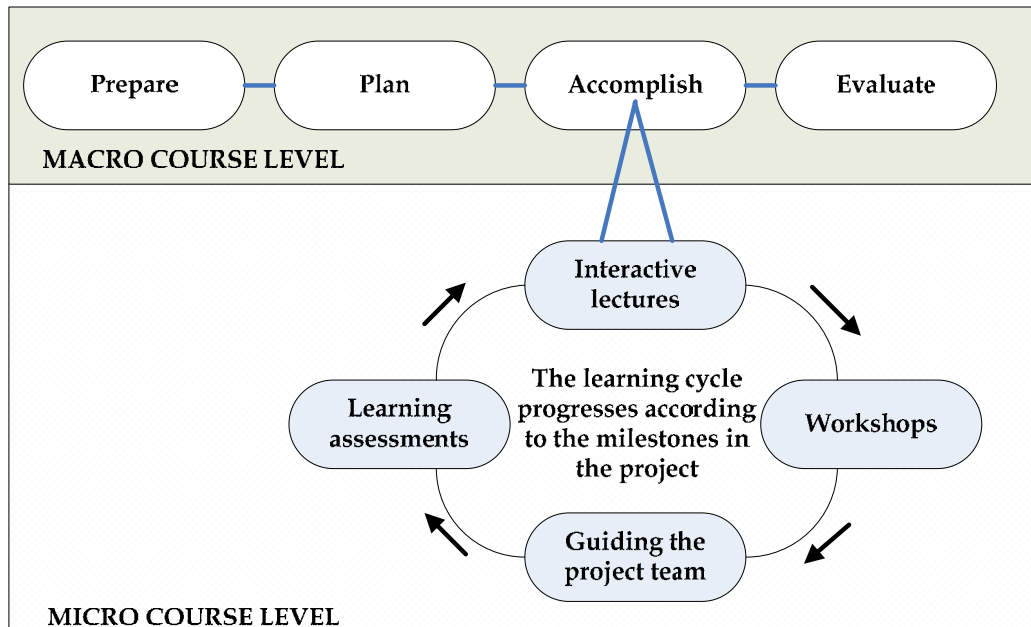 Prepare
Plan
Accomplish
Evaluate
MACRO COURSE LEVEL
Interactive
lectures
The learning cycle
progresses according
to the milestones in
the project
Learning
assessments
Workshops
Guiding the
project team
MICRO COURSE LEVEL